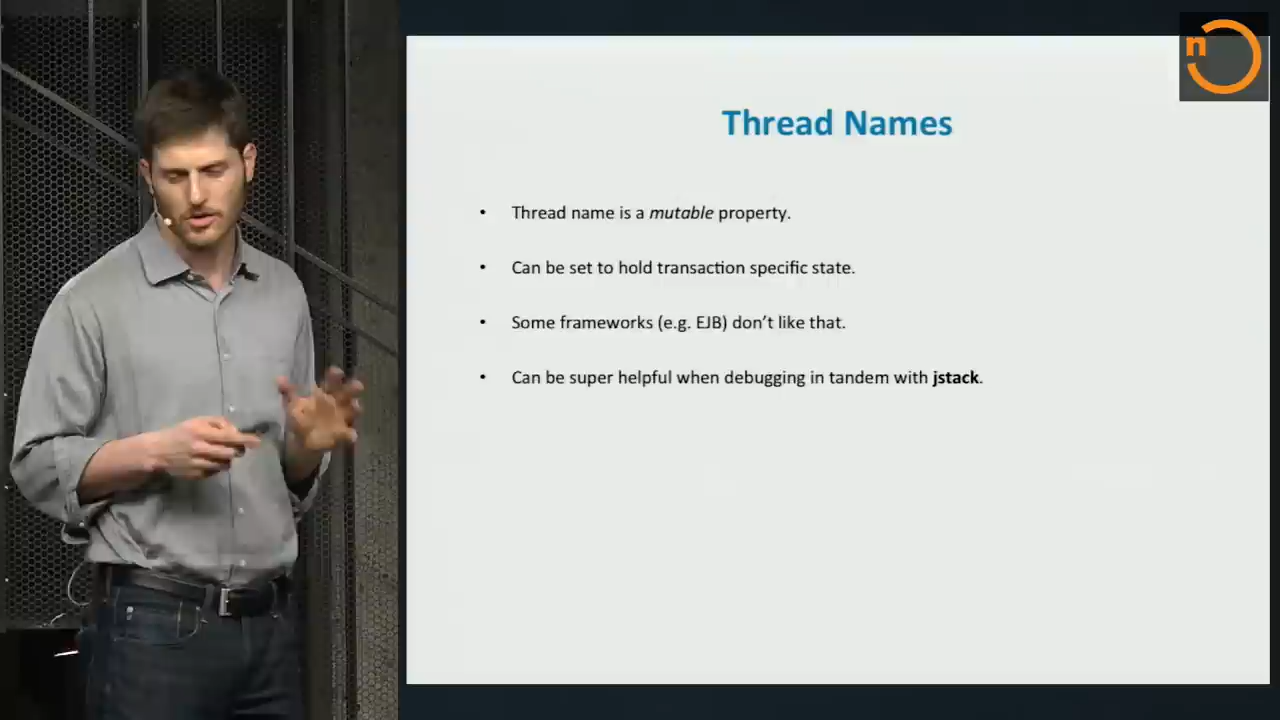 n
Thread Names
• Thread name is a mutable property.
• Can be set to hold transaction specific state.
• Some frameworks (e.g. EJB) don’t like that.
• Can be super helpful when debugging in tandem with jstack.